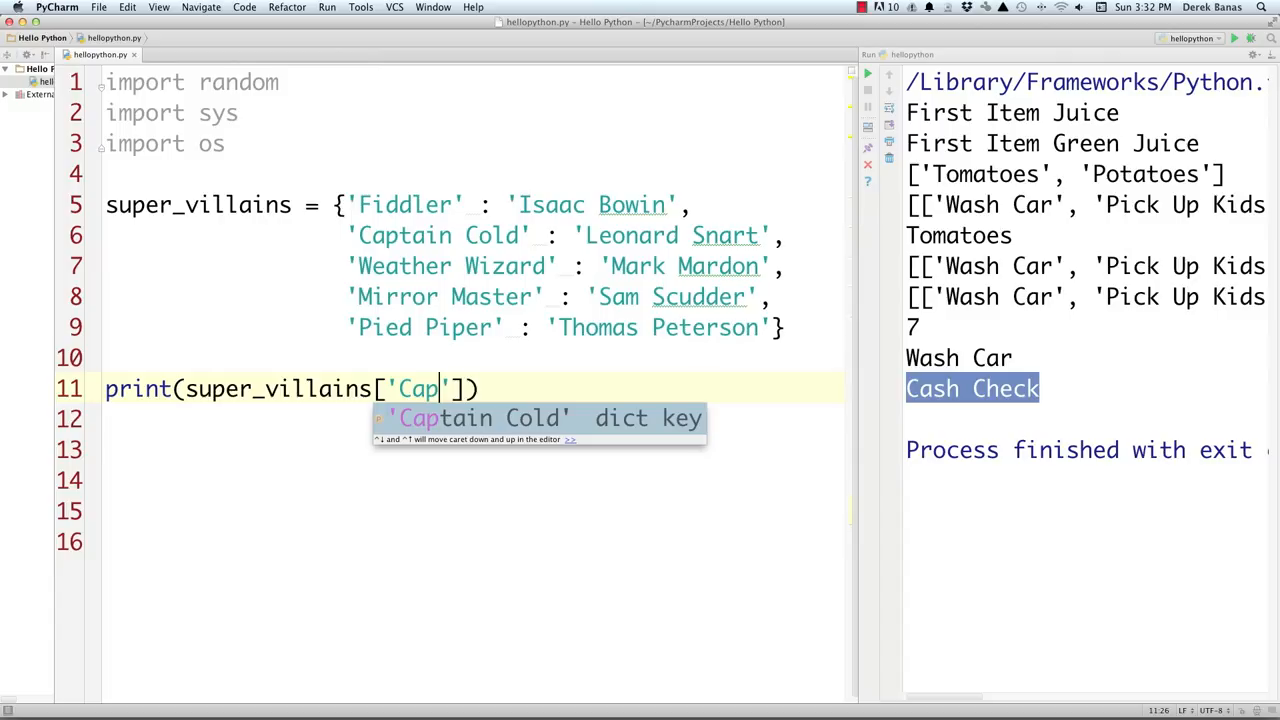 PyCharm File Edit View Navigate Code Refactor Run Tools VCS Window Help 10 Sun 3:32 PM Derek Banas
hellopython.py - Hello Python - [~/PycharmProjects/Hello Python]
Hello Python hellopython.py hellopython
hellopython.py Run hellopython
Hello P
hell
Extern
1 import random
2 import sys
3 import os
4
5 super_villains = {'Fiddler' : 'Isaac Bowin',
6 'Captain Cold' : 'Leonard Snart',
7 'Weather Wizard' : 'Mark Mardon',
8 'Mirror Master' : 'Sam Scudder',
9 'Pied Piper' : 'Thomas Peterson'}
10
11 print(super_villains['Cap'])
12 'Captain Cold' dict key
^↓ and ^↑ will move caret down and up in the editor >>
13
14
15
16
/Library/Frameworks/Python.
First Item Juice
First Item Green Juice
['Tomatoes', 'Potatoes']
[['Wash Car', 'Pick Up Kids
Tomatoes
[['Wash Car', 'Pick Up Kids
[['Wash Car', 'Pick Up Kids
7
Wash Car
Cash Check
Process finished with exit
11:26 LF UTF-8